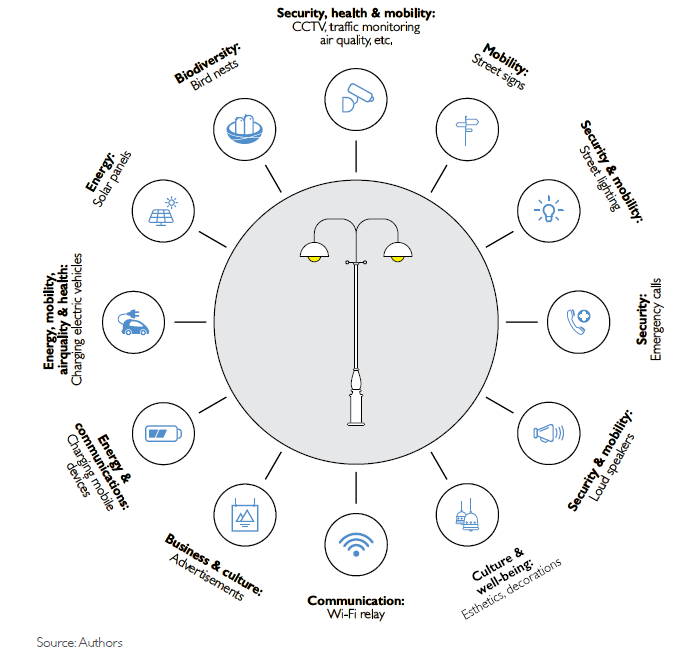 Security, health & mobility:
CCTV, traffic monitoring
air quality, etc.
Mobility:
Street signs
Security & mobility:
Street lighting
Security:
Emergency calls
Security & mobility:
Loud speakers
Culture &
well-being:
Esthetics, decorations
Communication:
Wi-Fi relay
Business & culture:
Advertisements
Energy &
communications:
Charging mobile
devices
Energy, mobility,
airquality & health:
Charging electric vehicles
Energy:
Solar panels
Biodiversity:
Bird nests
Source: Authors